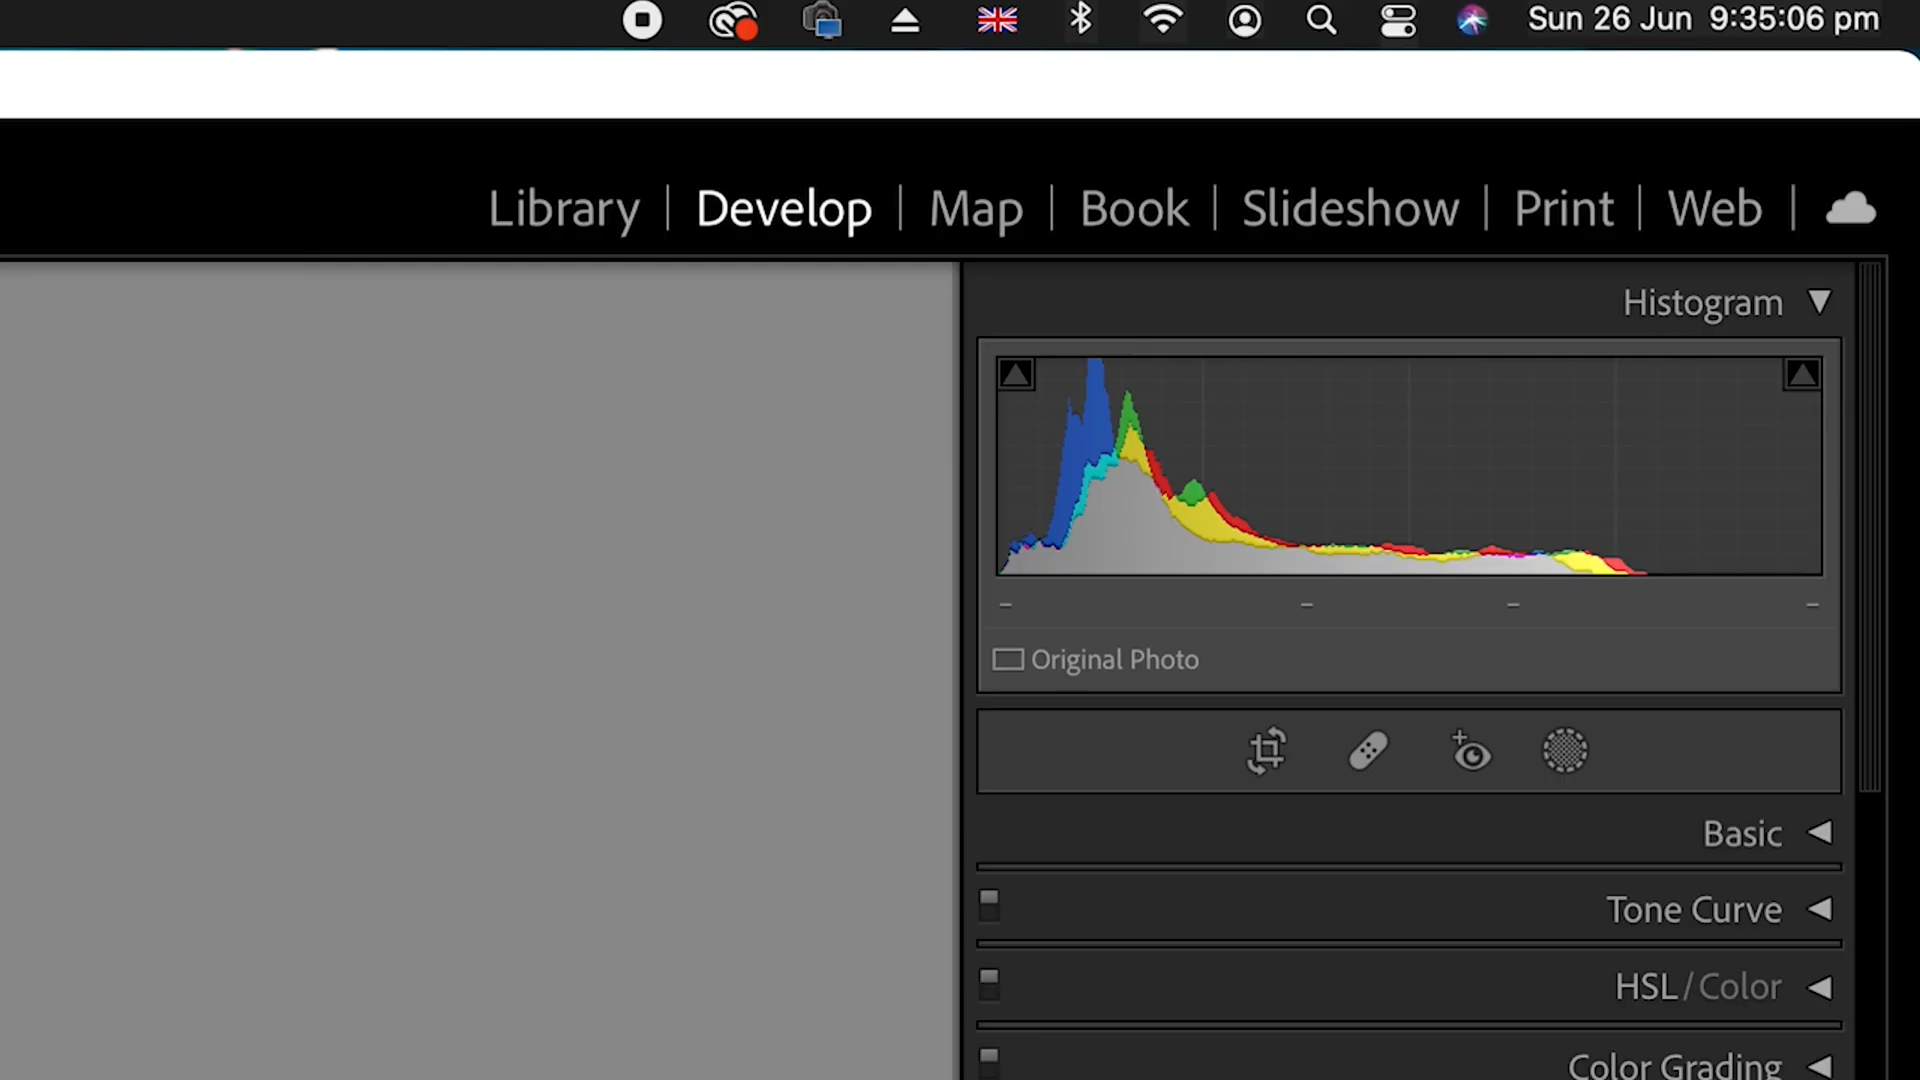 Sun 26 Jun 9:35:06 pm
Library | Develop | Map | Book | Slideshow | Print | Web |
Histogram
Original Photo
Basic
Tone Curve
HSL / Color
Color Grading